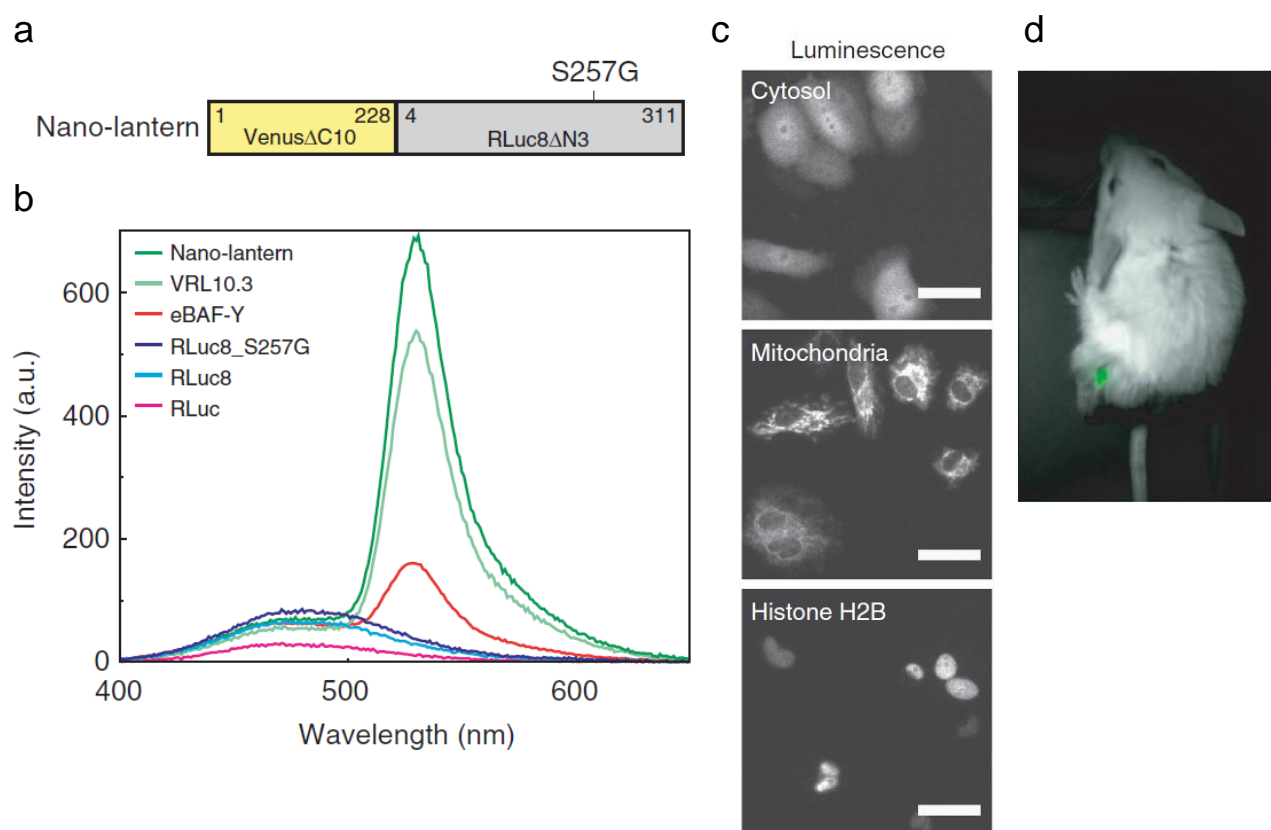 a
S257G
Nano-lantern
1 228 4 311
VenusΔC10 RLuc8ΔN3
b
Nano-lantern
VRL10.3
eBAF-Y
RLuc8_S257G
RLuc8
RLuc
600
400
200
0
Intensity (a.u.)
400 500 600
Wavelength (nm)
c
Luminescence
Cytosol
Mitochondria
Histone H2B
d